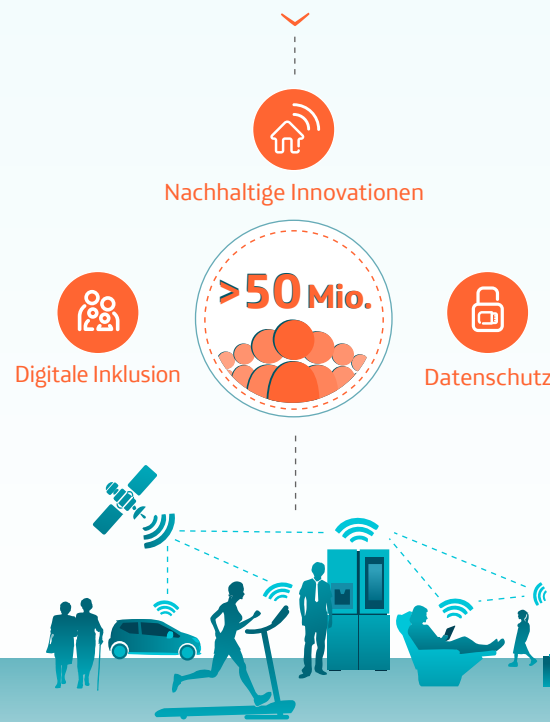 Nachhaltige Innovationen
>50 Mio.
Digitale Inklusion
Datenschutz